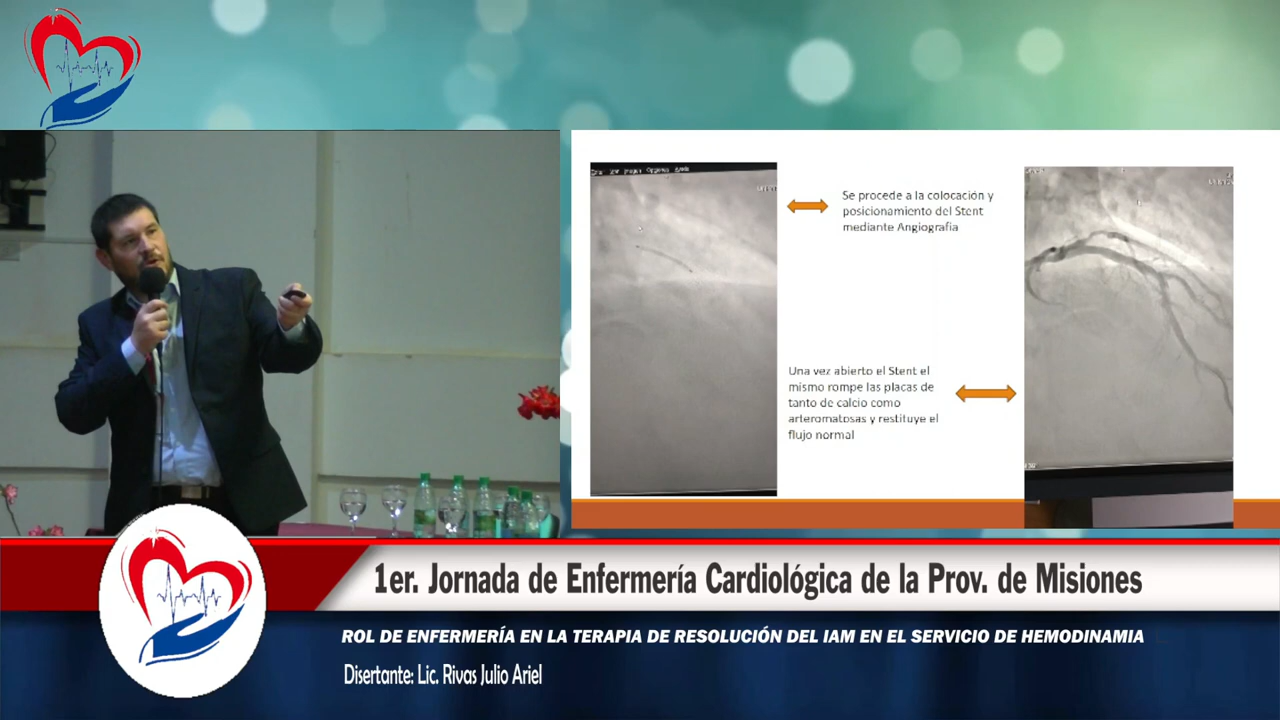 Se procede a la colocación y
posicionamiento del Stent
mediante Angiografia
Una vez abierto el Stent el
mismo rompe las placas de
tanto de calcio como
arteromatosas y restituye el
flujo normal
1er. Jornada de Enfermería Cardiológica de la Prov. de Misiones
ROL DE ENFERMERÍA EN LA TERAPIA DE RESOLUCIÓN DEL IAM EN EL SERVICIO DE HEMODINAMIA
Disertante: Lic. Rivas Julio Ariel